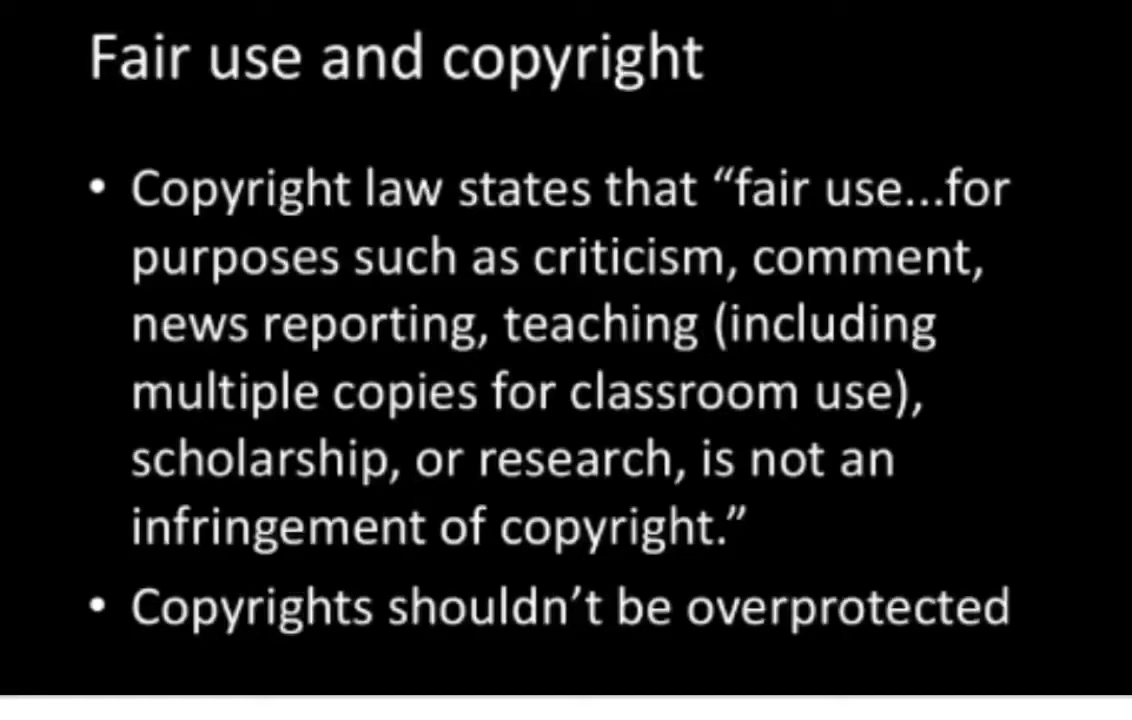 Fair use and copyright
• Copyright law states that “fair use...for
purposes such as criticism, comment,
news reporting, teaching (including
multiple copies for classroom use),
scholarship, or research, is not an
infringement of copyright.”
• Copyrights shouldn’t be overprotected